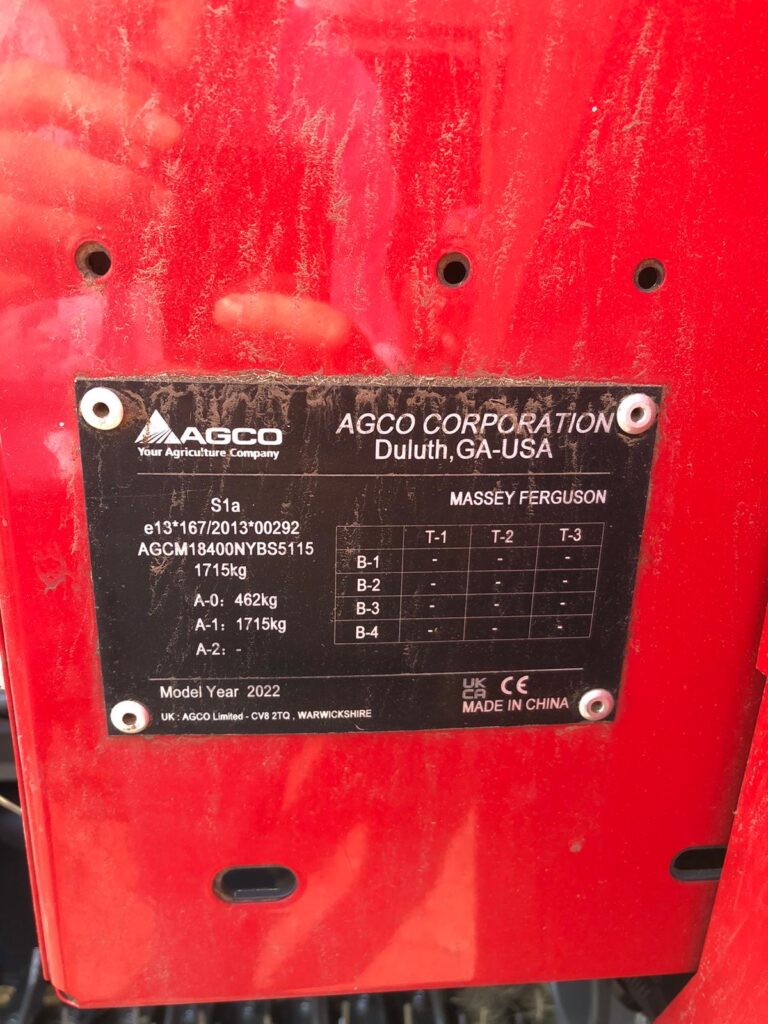 AGCO
Your Agriculture Company
AGCO CORPORATION
Duluth,GA-USA
MASSEY FERGUSON
S1a
e13*167/2013*00292
AGCM18400NYBS5115
1715kg
A-0: 462kg
A-1: 1715kg
A-2: -
T-1 T-2 T-3
B-1 - - -
B-2 - - -
B-3 - - -
B-4 - - -
Model Year 2022
UK : AGCO Limited - CV8 2TQ , WARWICKSHIRE
UK
CA
CE
MADE IN CHINA